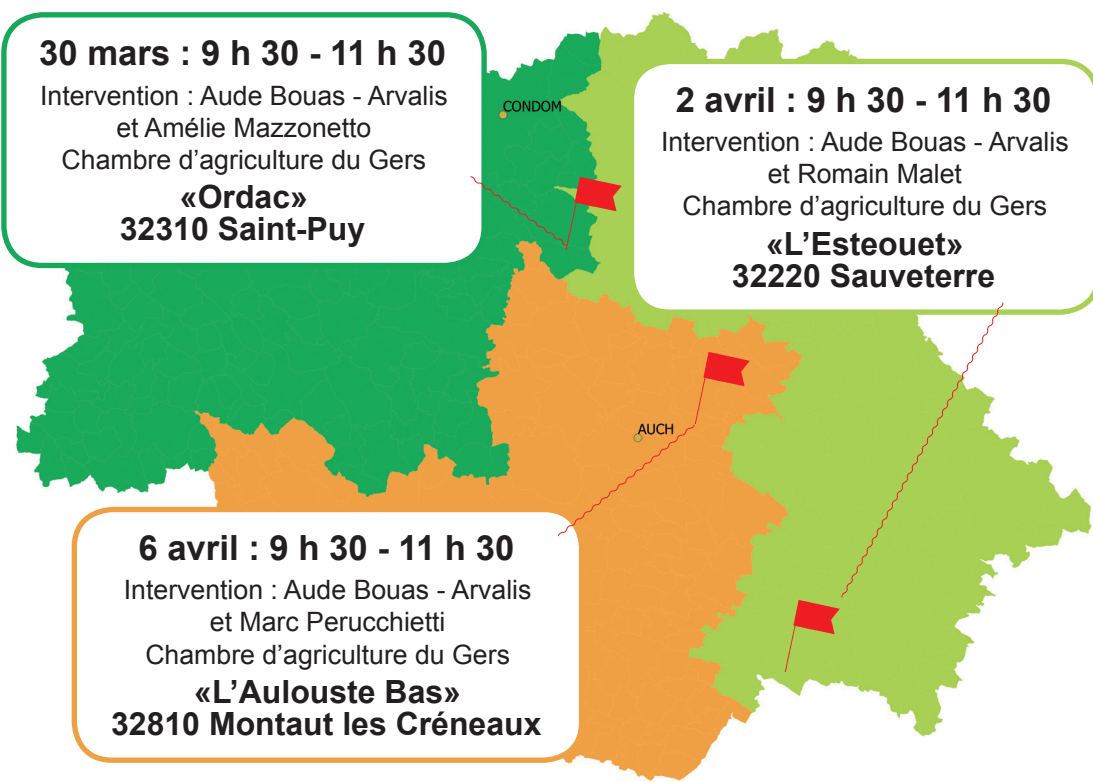 30 mars : 9 h 30 - 11 h 30
Intervention : Aude Bouas - Arvalis
et Amélie Mazzonetto
Chambre d'agriculture du Gers
«Ordac»
32310 Saint-Puy
CONDOM
2 avril : 9 h 30 - 11 h 30
Intervention : Aude Bouas - Arvalis
et Romain Malet
Chambre d'agriculture du Gers
«L'Esteouet»
32220 Sauveterre
AUCH
6 avril : 9 h 30 - 11 h 30
Intervention : Aude Bouas - Arvalis
et Marc Perucchietti
Chambre d'agriculture du Gers
«L'Aulouste Bas»
32810 Montaut les Créneaux